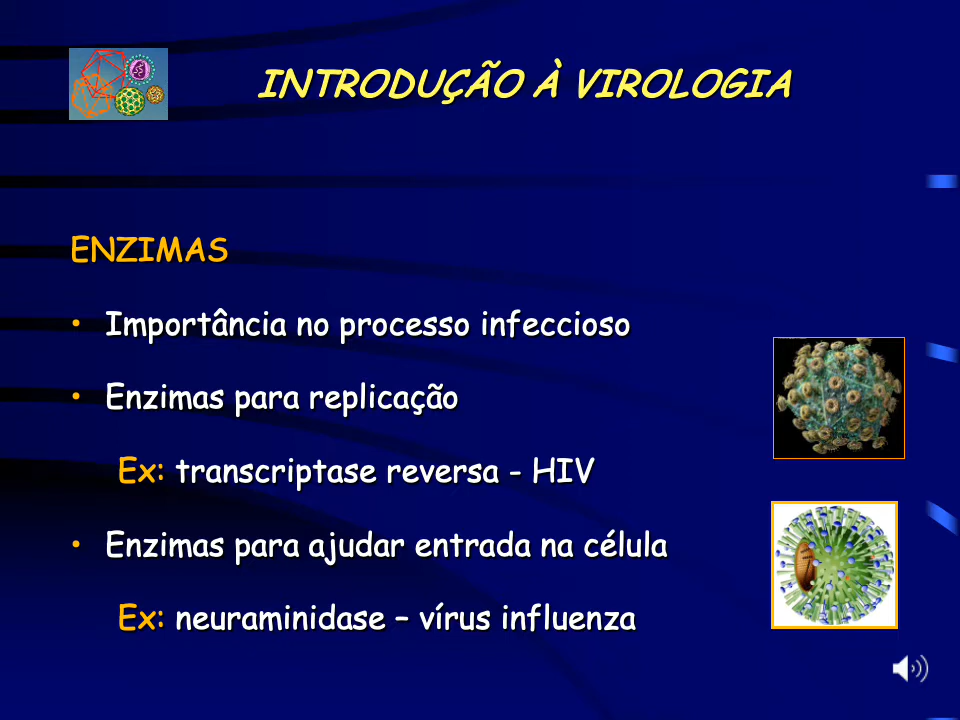 INTRODUÇÃO À VIROLOGIA
ENZIMAS
• Importância no processo infeccioso
• Enzimas para replicação
Ex: transcriptase reversa - HIV
• Enzimas para ajudar entrada na célula
Ex: neuraminidase – vírus influenza